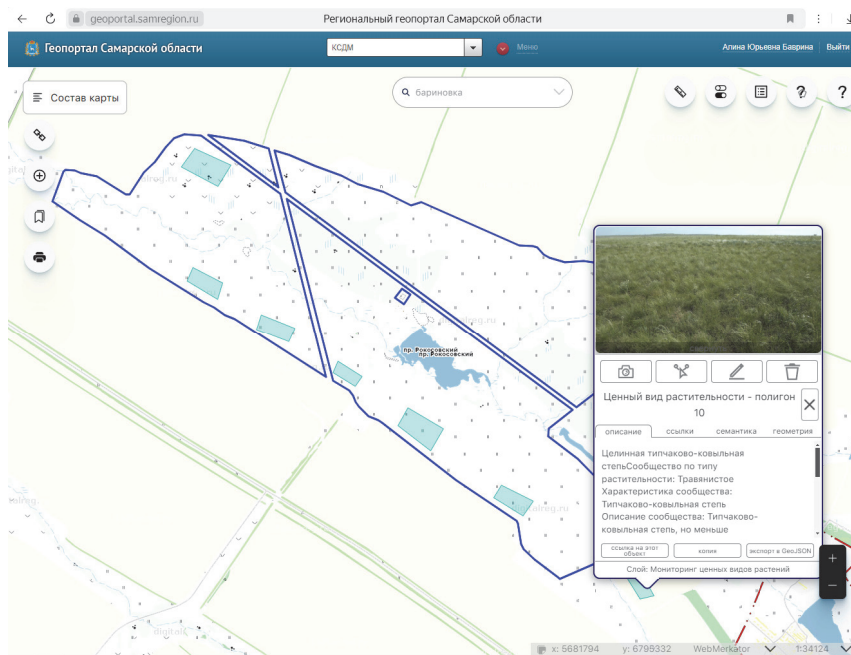 geoportal.samregion.ru
Региональный геопортал Самарской области
Геопортал Самарской области
КСДМ
Меню
Алина Юрьевна Баврина
Выйти
Состав карты
бариновка
?
пр. Рокосовский
пр. Рокосовский
Ценный вид растительности - полигон
10
описание
ссылки
семантика
геометрия
Целинная типчаково-ковыльная
степьСообщество по типу
растительности: Травянистое
Характеристика сообщества:
Типчаково-ковыльная степь
Описание сообщества: Типчаково-
ковыльная степь, но меньше
ссылка на этот
объект
копия
экспорт в GeoJSON
Слой: Мониторинг ценных видов растений
x: 5681794
y: 6799332
WebMerkator
1:34124